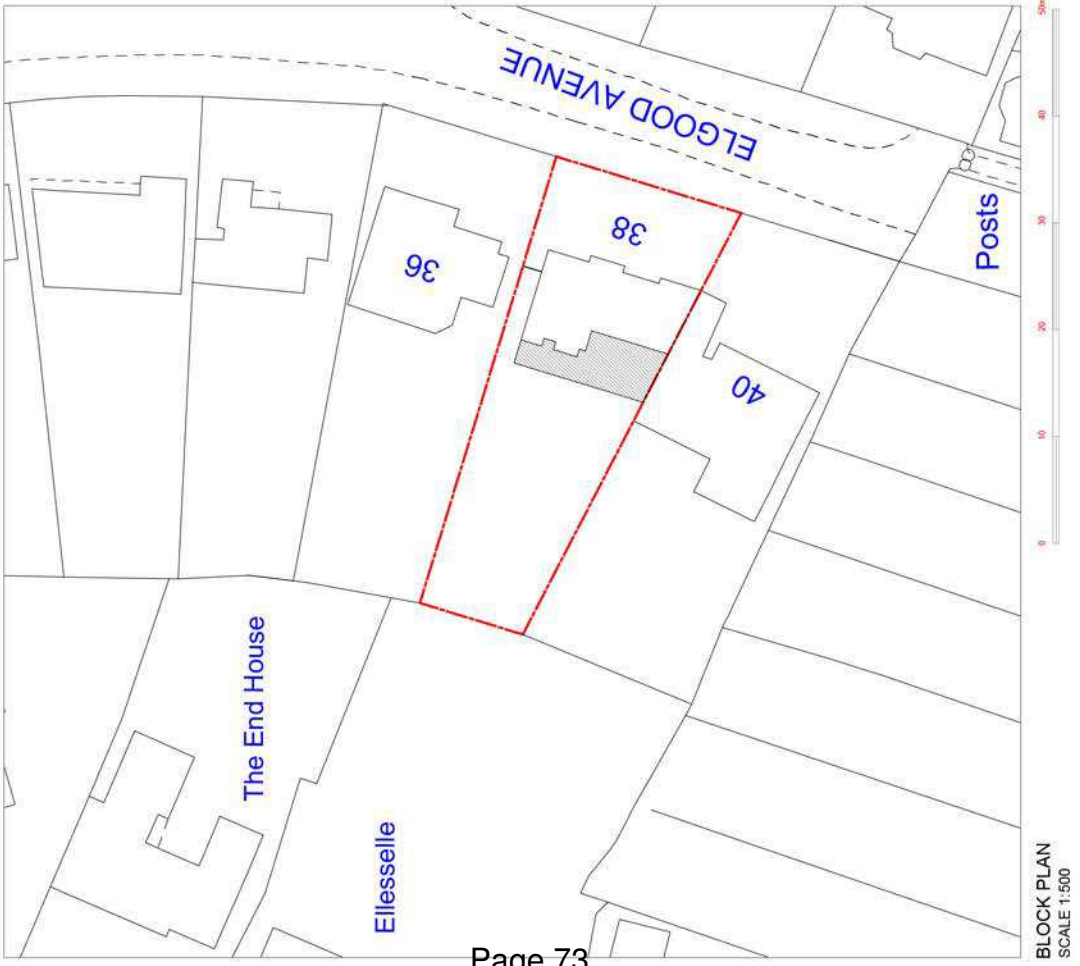 ELGOOD AVENUE
36
38
40
Posts
The End House
Ellesselle
0
10
20
30
40
50m
BLOCK PLAN
SCALE 1:500
Page 73